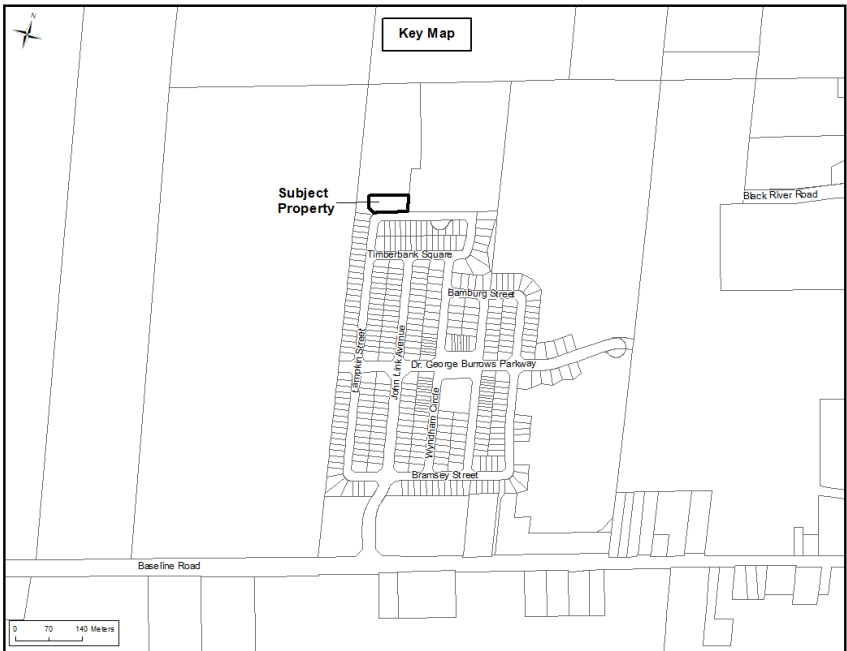 N
Key Map
Subject
Property
Black River Road
Timberbank Square
Bamburg Street
Lampkin Street
John Link Avenue
Dr. George Burrows Parkway
Wyndham Circle
Bramsey Street
Baseline Road
0 70 140 Meters